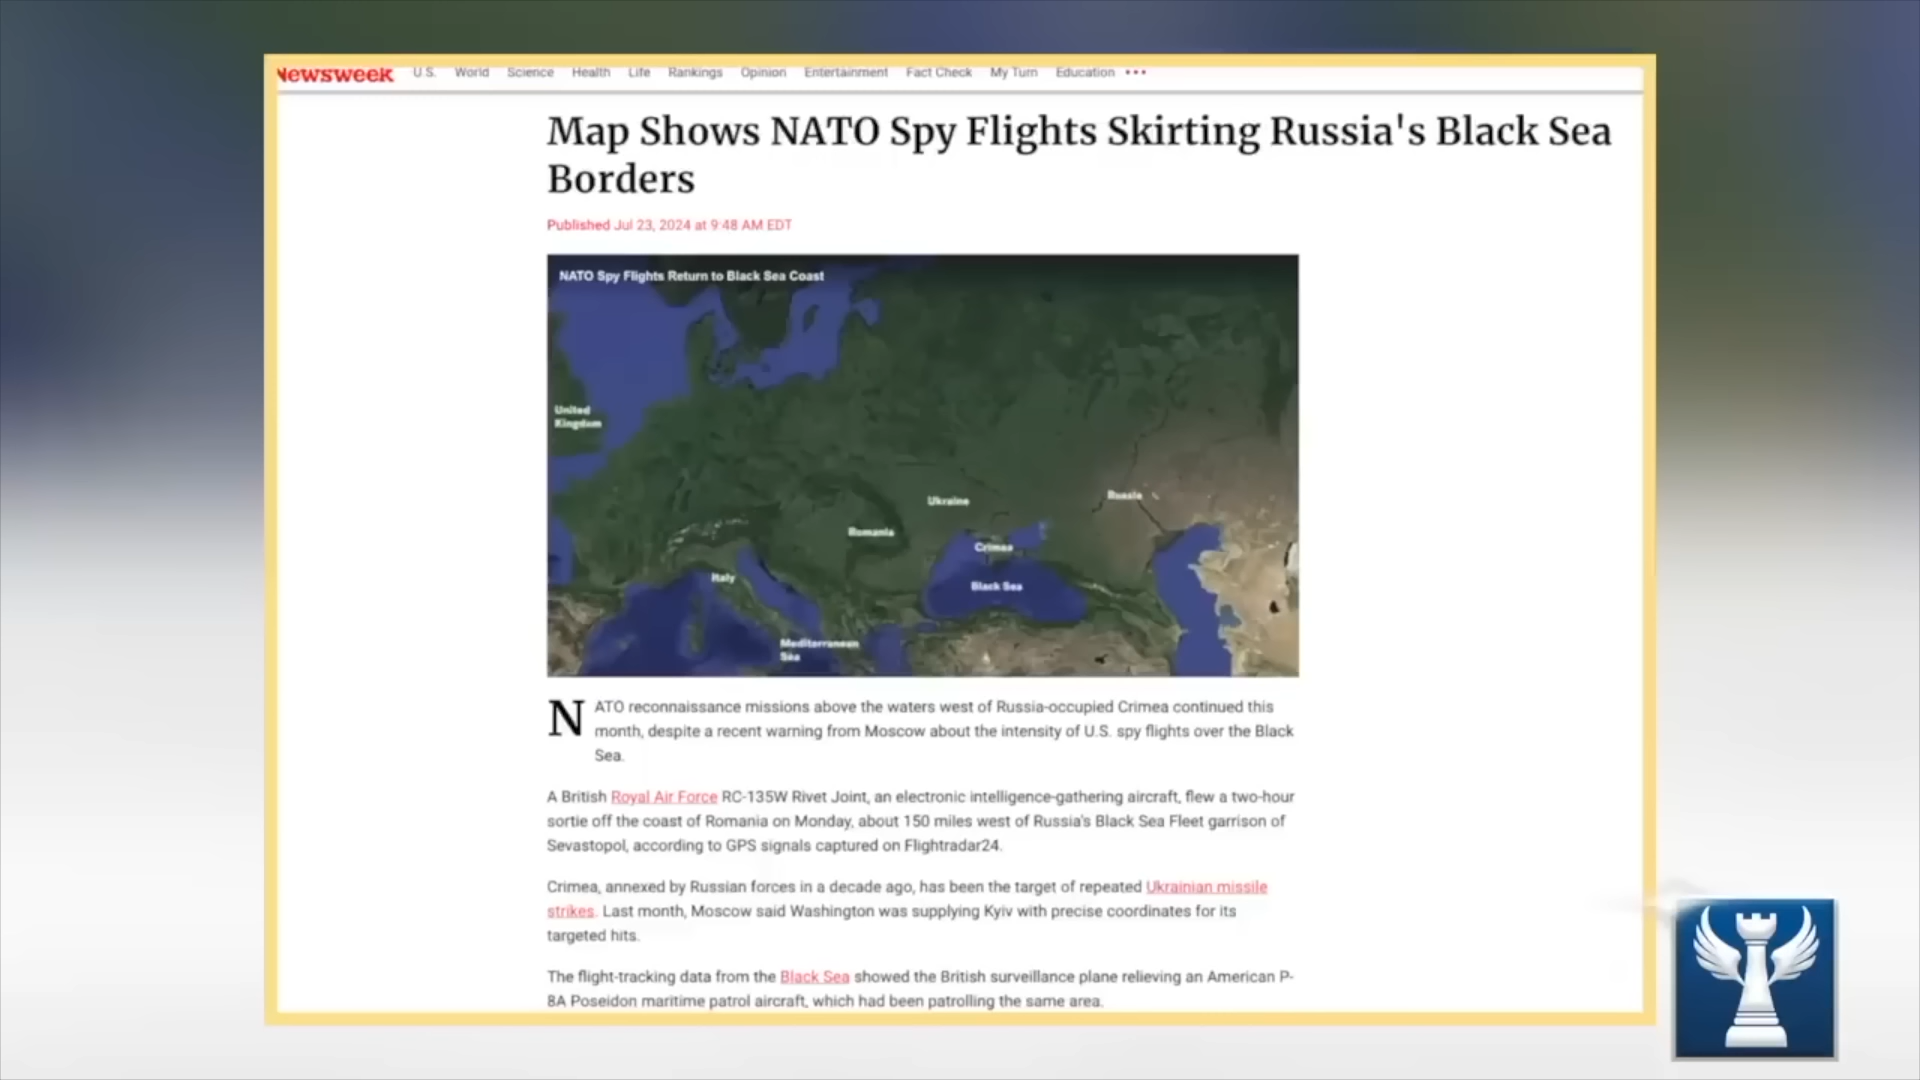 Newsweek U.S. World Science Health Life Rankings Opinion Entertainment Fact Check My Turn Education
Map Shows NATO Spy Flights Skirting Russia's Black Sea
Borders
Published Jul 23, 2024 at 9:48 AM EDT
NATO Spy Flights Return to Black Sea Coast
United
Kingdom
Ukraine
Russia
Romania
Crimea
Italy
Black Sea
Mediterranean
Sea
NATO reconnaissance missions above the waters west of Russia-occupied Crimea continued this
month, despite a recent warning from Moscow about the intensity of U.S. spy flights over the Black
Sea.
A British Royal Air Force RC-135W Rivet Joint, an electronic intelligence-gathering aircraft, flew a two-hour
sortie off the coast of Romania on Monday, about 150 miles west of Russia's Black Sea Fleet garrison of
Sevastopol, according to GPS signals captured on Flightradar24.
Crimea, annexed by Russian forces in a decade ago, has been the target of repeated Ukrainian missile
strikes. Last month, Moscow said Washington was supplying Kyiv with precise coordinates for its
targeted hits.
The flight-tracking data from the Black Sea showed the British surveillance plane relieving an American P-
8A Poseidon maritime patrol aircraft, which had been patrolling the same area.